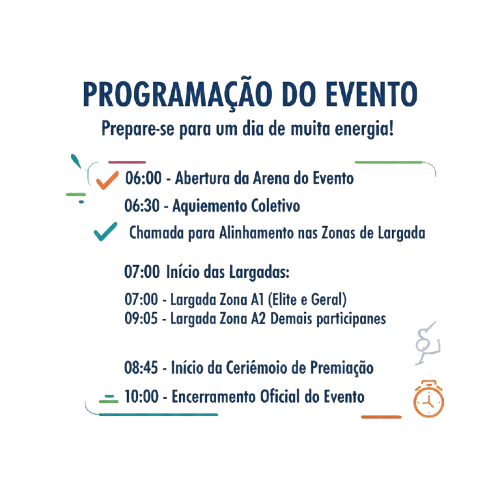 PROGRAMAÇÃO DO EVENTO
Prepare-se para um dia de muita energia!
06:00 - Abertura da Arena do Evento
06:30 - Aquiemento Coletivo
Chamada para Alinhamento nas Zonas de Largada
07:00 Início das Largadas:
07:00 - Largada Zona A1 (Elite e Geral)
09:05 - Largada Zona A2 Demais participanes
08:45 - Início da Ceriémoio de Premiação
10:00 - Encerramento Oficial do Evento